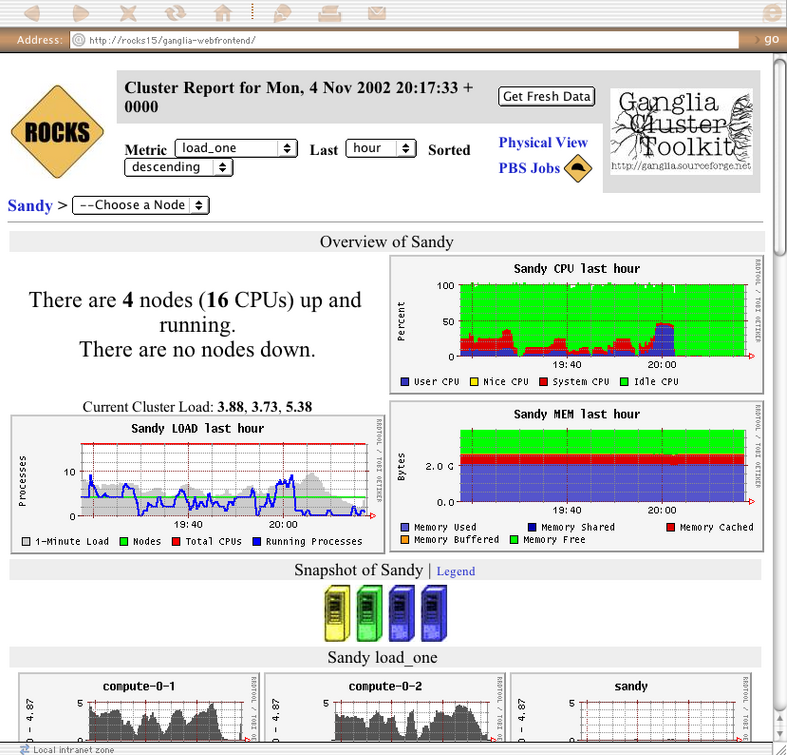 Address: http://rocks15/ganglia-webfrontend/ go
ROCKS
Cluster Report for Mon, 4 Nov 2002 20:17:33 +
0000
Get Fresh Data
Metric load_one Last hour Sorted
descending
Physical View
PBS Jobs
Ganglia
Cluster
Toolkit
http://ganglia.sourceforge.net
Sandy > --Choose a Node
Overview of Sandy
There are 4 nodes (16 CPUs) up and
running.
There are no nodes down.
Current Cluster Load: 3.88, 3.73, 5.38
Sandy LOAD last hour
RRDTOOL / TOBI OETIKER
Processes
10
0
19:40 20:00
1-Minute Load Nodes Total CPUs Running Processes
Sandy CPU last hour
RRDTOOL / TOBI OETIKER
Percent
100
50
0
19:40 20:00
User CPU Nice CPU System CPU Idle CPU
Sandy MEM last hour
RRDTOOL / TOBI OETIKER
Bytes
2.0 G
0.0
19:40 20:00
Memory Used Memory Shared Memory Cached
Memory Buffered Memory Free
Snapshot of Sandy | Legend
Sandy load_one
compute-0-1
RRDTOOL / TOBI OE
0 - 4.87
5
0
compute-0-2
RRDTOOL / TOBI OE
0 - 4.87
5
0
sandy
RRDTOOL / TOBI OE
0 - 4.87
5
0
Local intranet zone